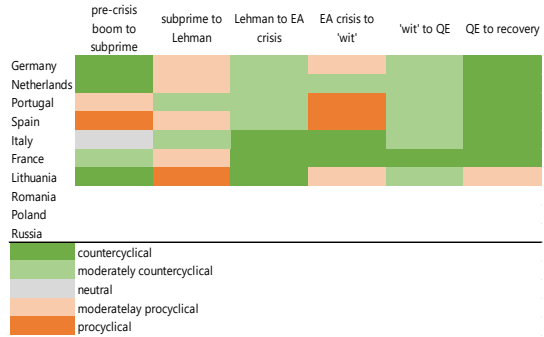 pre-crisis boom to subprime
subprime to Lehman
Lehman to EA crisis
EA crisis to 'wit'
'wit' to QE
QE to recovery
Germany
Netherlands
Portugal
Spain
Italy
France
Lithuania
Romania
Poland
Russia
countercyclical
moderately countercyclical
neutral
moderatelay procyclical
procyclical